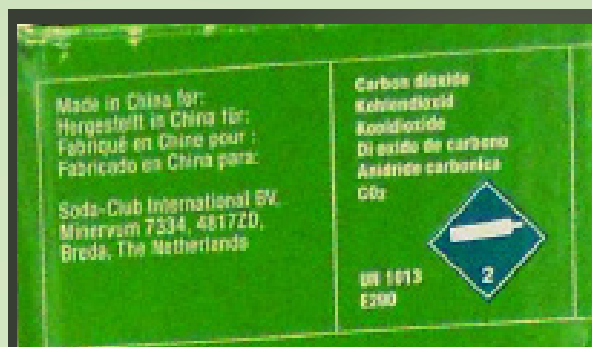 Made in China for:
Hergestellt in China für:
Fabriqué en Chine pour :
Fabricado en China para:
Soda-Club International BV.
Minervum 7334, 4817ZD,
Breda, The Netherlands
Carbon dioxide
Kohlendioxid
Kooldioxide
Di oxido de carbono
Anidride carbonica
CO₂
2
UN 1013
E290